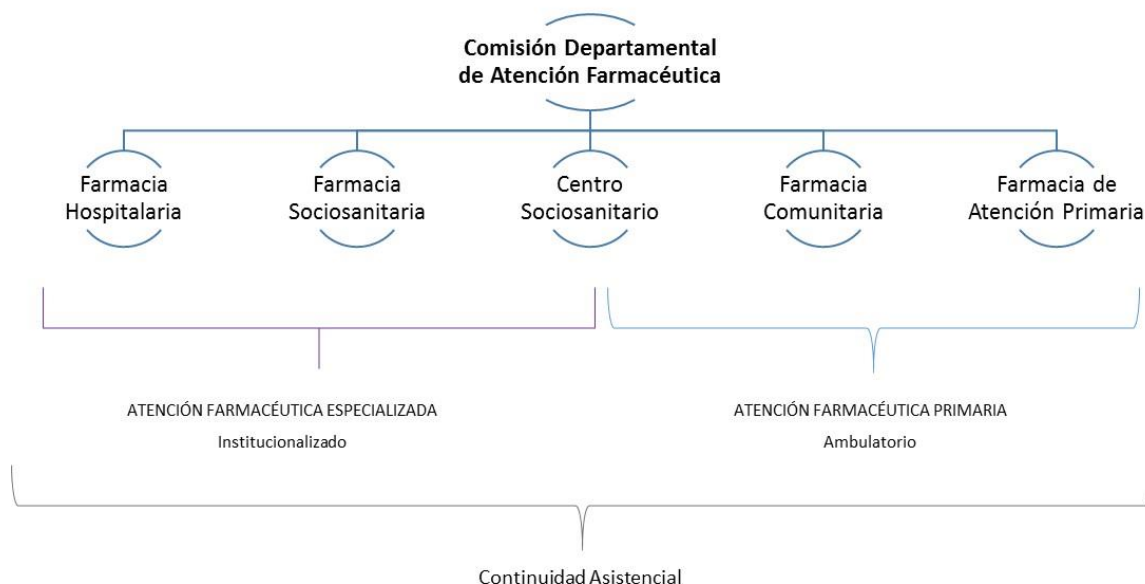 Comisión Departamental
de Atención Farmacéutica
Farmacia
Hospitalaria
Farmacia
Sociosanitaria
Centro
Sociosanitario
Farmacia
Comunitaria
Farmacia de
Atención Primaria
ATENCIÓN FARMACÉUTICA ESPECIALIZADA
Institucionalizado
ATENCIÓN FARMACÉUTICA PRIMARIA
Ambulatorio
Continuidad Asistencial